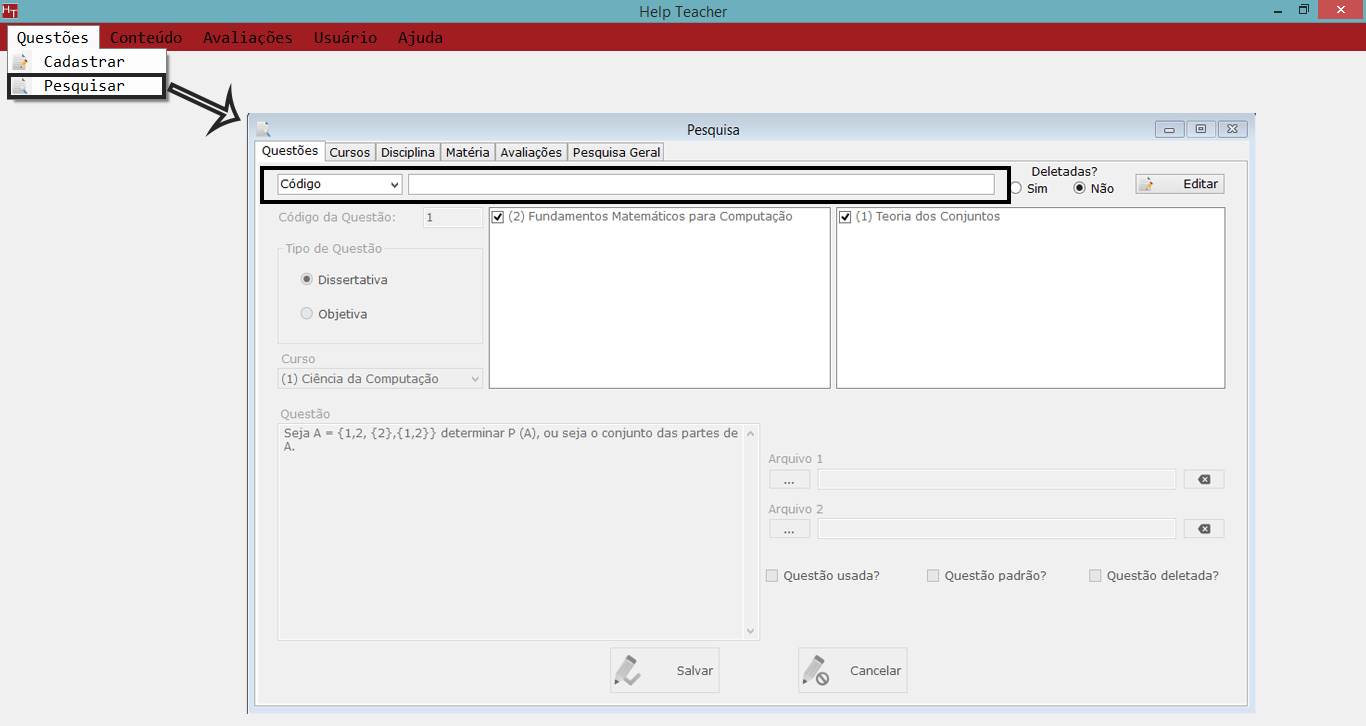 HT
Help Teacher
Questões Conteúdo Avaliações Usuário Ajuda
Cadastrar
Pesquisar
Pesquisa
Questões Cursos Disciplina Matéria Avaliações Pesquisa Geral
Código
Deletadas?
Sim Não
Editar
Código da Questão: 1
(2) Fundamentos Matemáticos para Computação
(1) Teoria dos Conjuntos
Tipo de Questão
Dissertativa
Objetiva
Curso
(1) Ciência da Computação
Questão
Seja A = {1,2, {2},{1,2}} determinar P (A), ou seja o conjunto das partes de
A.
Arquivo 1
...
Arquivo 2
...
Questão usada? Questão padrão? Questão deletada?
Salvar Cancelar